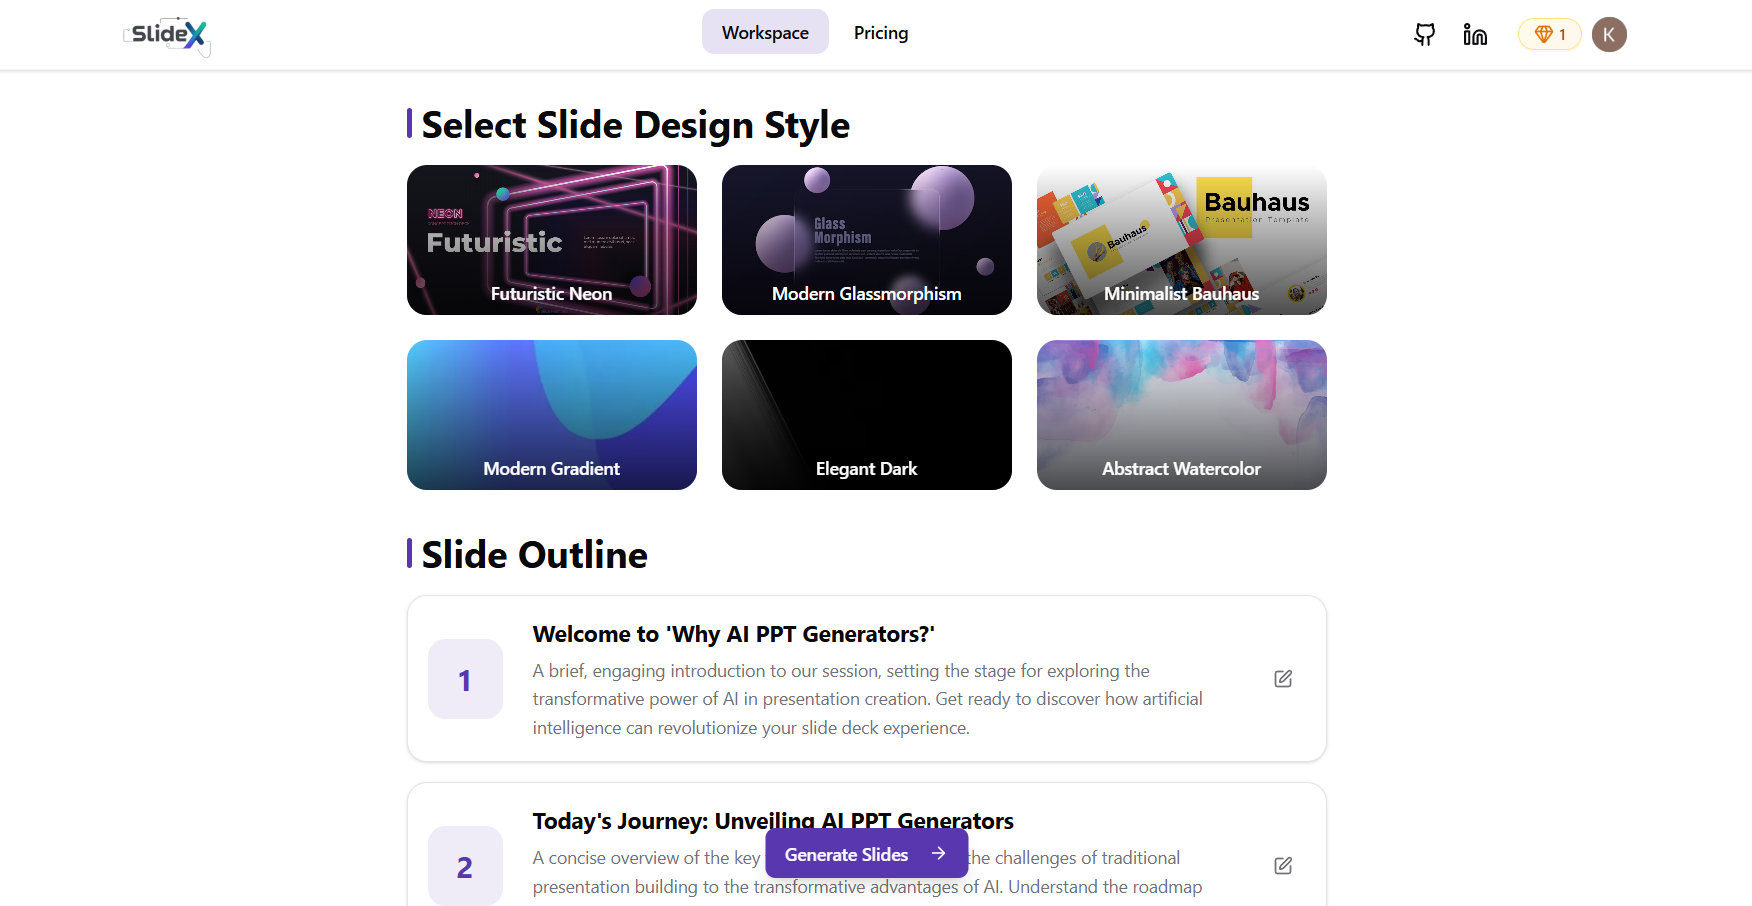 SlideX
Workspace
Pricing
1
K
Select Slide Design Style
NEON
Futuristic
Futuristic Neon
Glass
Morphism
Modern Glassmorphism
Bauhaus
Presentation Template
Bauhaus
Minimalist Bauhaus
Modern Gradient
Elegant Dark
Abstract Watercolor
Slide Outline
1
Welcome to 'Why AI PPT Generators?'
A brief, engaging introduction to our session, setting the stage for exploring the
transformative power of AI in presentation creation. Get ready to discover how artificial
intelligence can revolutionize your slide deck experience.
2
Today's Journey: Unveiling AI PPT Generators
A concise overview of the key the challenges of traditional
presentation building to the transformative advantages of AI. Understand the roadmap
Generate Slides